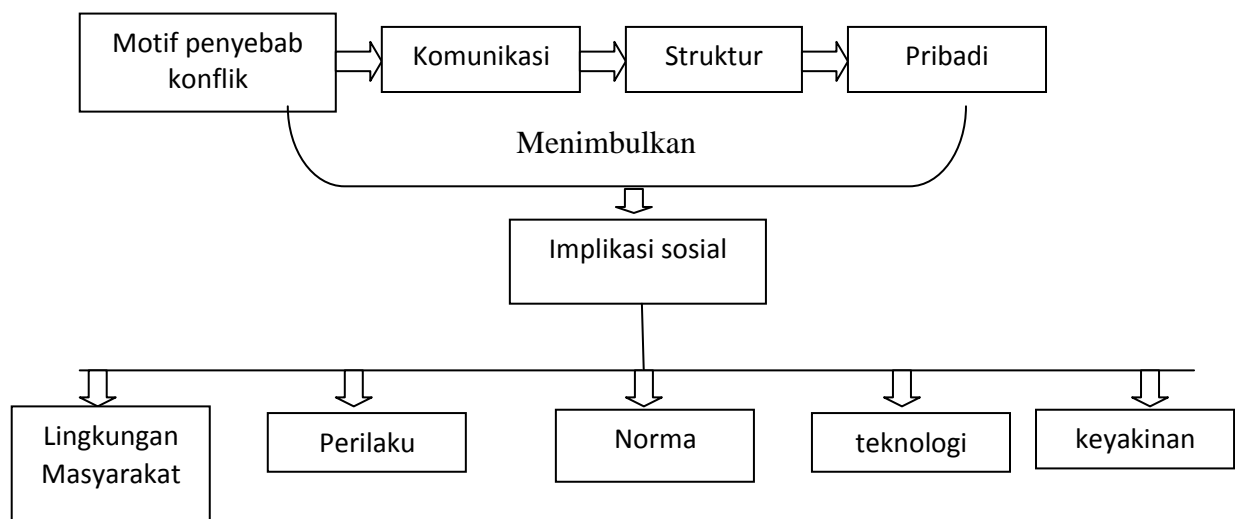 Motif penyebab
konflik
Komunikasi
Struktur
Pribadi
Menimbulkan
Implikasi sosial
Lingkungan
Masyarakat
Perilaku
Norma
teknologi
keyakinan